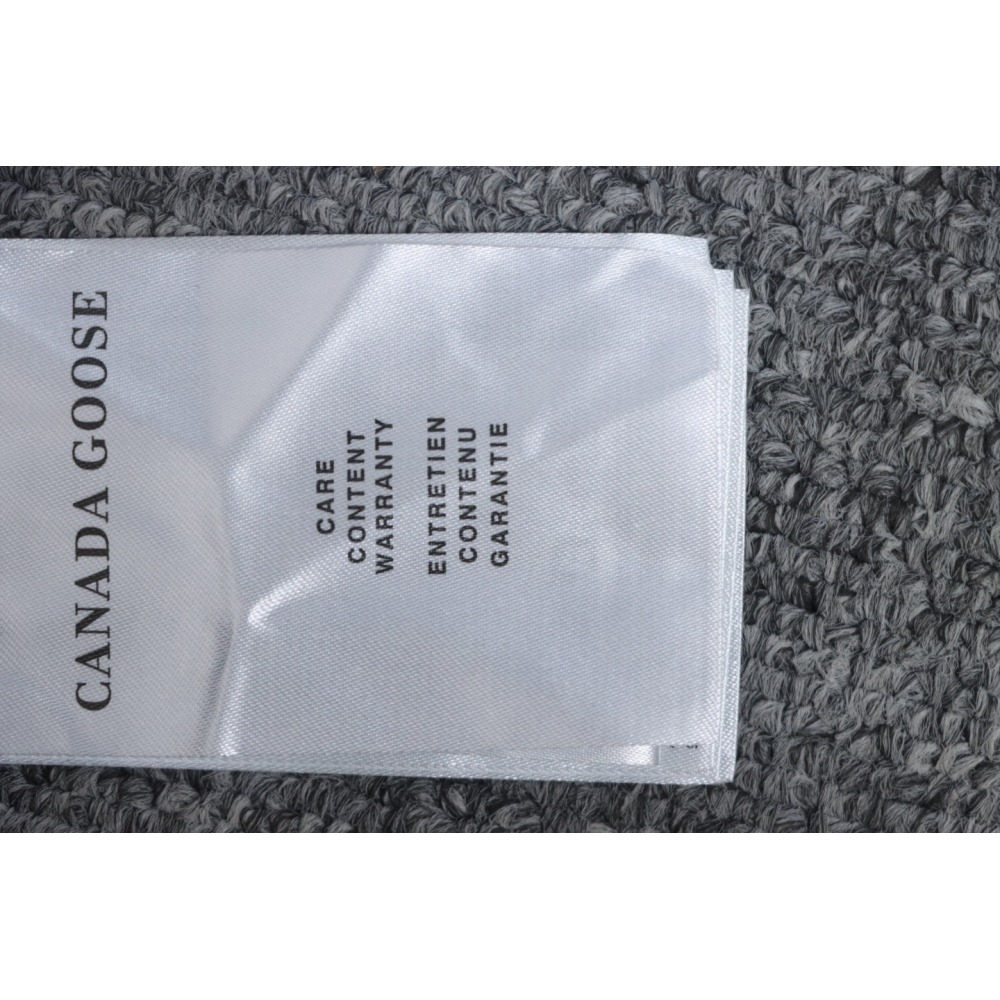 CANADA GOOSE
CARE
CONTENT
WARRANTY
ENTRETIEN
CONTENU
GARANTIE